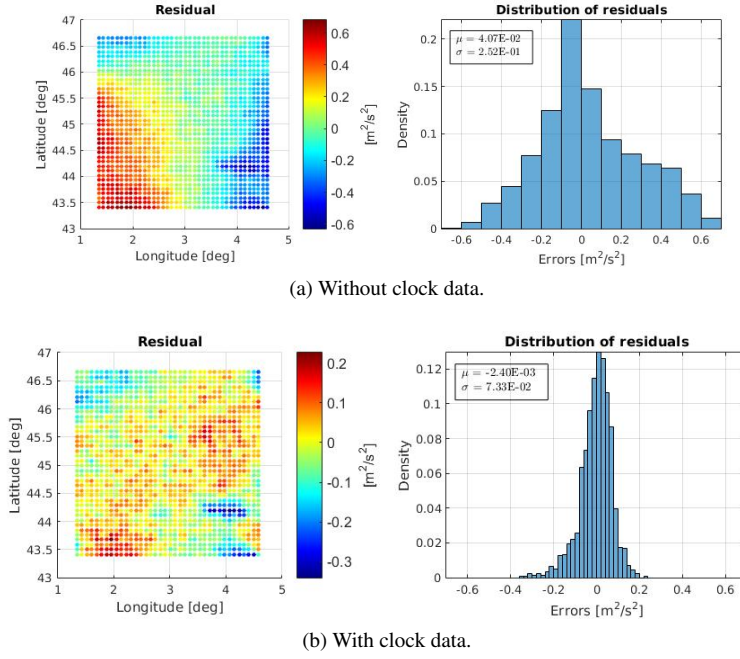 Residual
47
46.5
46
45.5
45
44.5
44
43.5
43
1 2 3 4 5
Latitude [deg]
Longitude [deg]
0.6
0.4
0.2
0
-0.2
-0.4
-0.6
[m²/s²]
Distribution of residuals
μ = 4.07E-02
σ = 2.52E-01
0.2
0.15
0.1
0.05
0
Density
-0.6 -0.4 -0.2 0 0.2 0.4 0.6
Errors [m²/s²]
(a) Without clock data.
Residual
47
46.5
46
45.5
45
44.5
44
43.5
43
1 2 3 4 5
Latitude [deg]
Longitude [deg]
0.2
0.1
0
-0.1
-0.2
-0.3
[m²/s²]
Distribution of residuals
μ = -2.40E-03
σ = 7.33E-02
0.12
0.1
0.08
0.06
0.04
0.02
0
Density
-0.6 -0.4 -0.2 0 0.2 0.4 0.6
Errors [m²/s²]
(b) With clock data.